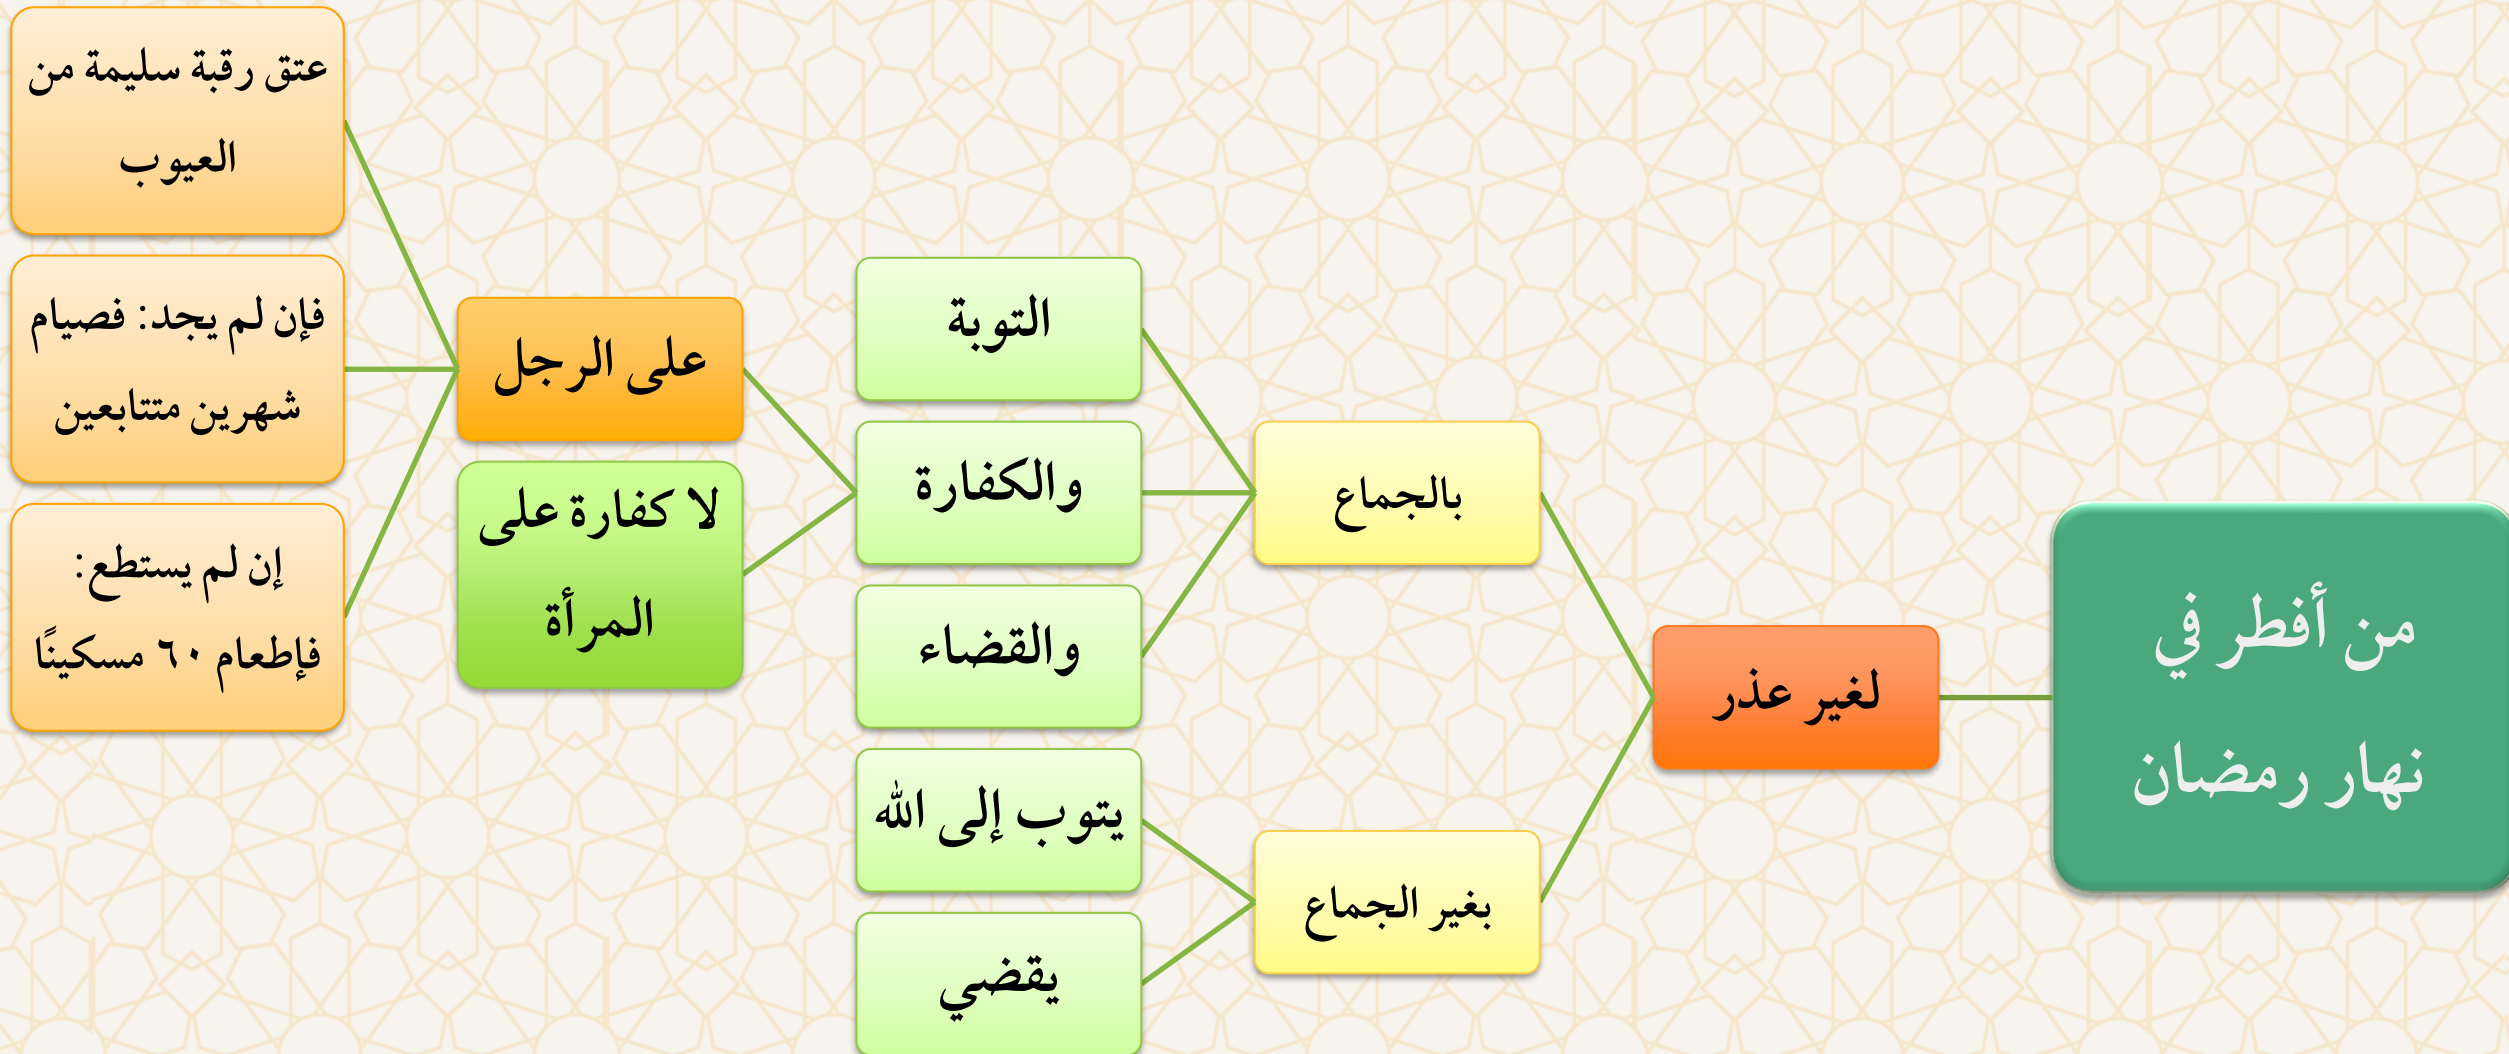 من أفطر في
نهار رمضان
لغير عذر
بالجماع
التوبة
والكفارة
على الرجل
عتق رقبة سليمة من
العيوب
فإن لم يجد: فصيام
شهرين متتابعين
إن لم يستطع:
فإطعام ٦٠ مسكينًا
لا كفارة على
المرأة
والقضاء
بغير الجماع
يتوب إلى الله
يقضي